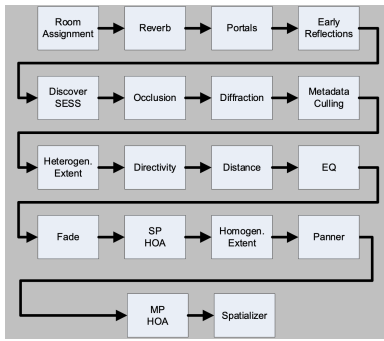 Room
Assignment
Reverb
Portals
Early
Reflections
Discover
SESS
Occlusion
Diffraction
Metadata
Culling
Heterogen.
Extent
Directivity
Distance
EQ
Fade
SP
HOA
Homogen.
Extent
Panner
MP
HOA
Spatializer